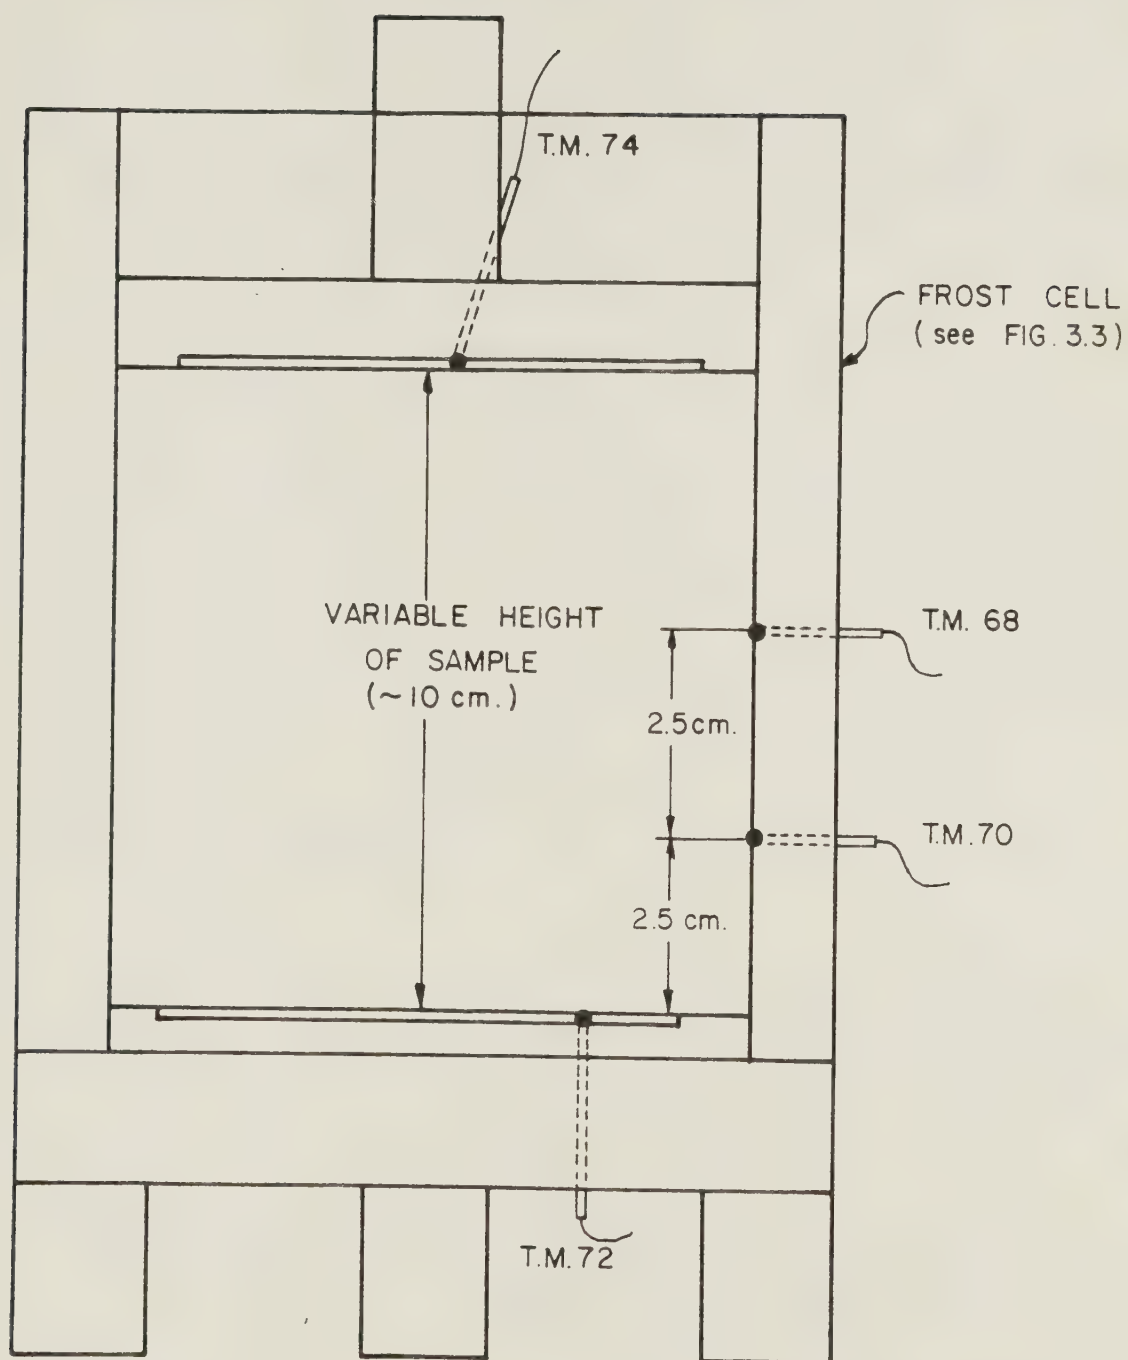 T.M. 74
FROST CELL
(see FIG. 3.3)
VARIABLE HEIGHT
OF SAMPLE
(~10 cm.)
T.M. 68
2.5cm.
T.M. 70
2.5 cm.
T.M. 72